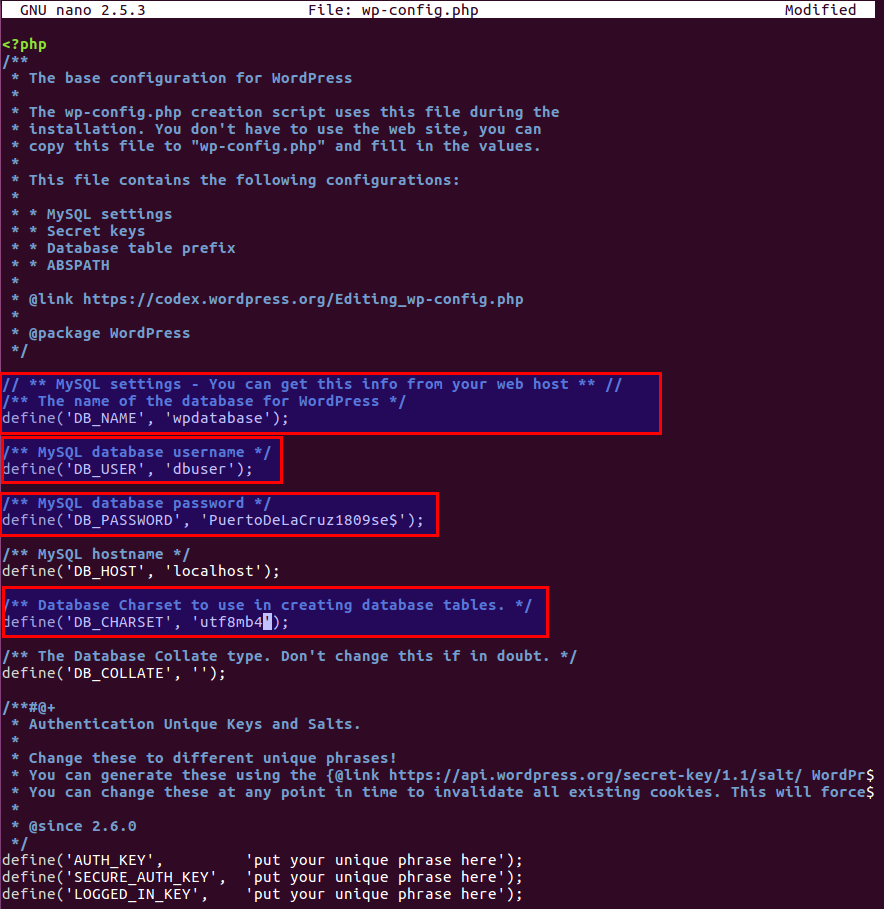 GNU nano 2.5.3 File: wp-config.php Modified
<?php
/**
 * The base configuration for WordPress
 *
 * The wp-config.php creation script uses this file during the
 * installation. You don't have to use the web site, you can
 * copy this file to "wp-config.php" and fill in the values.
 *
 * This file contains the following configurations:
 *
 * * MySQL settings
 * * Secret keys
 * * Database table prefix
 * * ABSPATH
 *
 * @link https://codex.wordpress.org/Editing_wp-config.php
 *
 * @package WordPress
 */
// ** MySQL settings - You can get this info from your web host ** //
/** The name of the database for WordPress */
define('DB_NAME', 'wpdatabase');
/** MySQL database username */
define('DB_USER', 'dbuser');
/** MySQL database password */
define('DB_PASSWORD', 'PuertoDeLaCruz1809se$');
/** MySQL hostname */
define('DB_HOST', 'localhost');
/** Database Charset to use in creating database tables. */
define('DB_CHARSET', 'utf8mb4');
/** The Database Collate type. Don't change this if in doubt. */
define('DB_COLLATE', '');
/**#@+
 * Authentication Unique Keys and Salts.
 *
 * Change these to different unique phrases!
 * You can generate these using the {@link https://api.wordpress.org/secret-key/1.1/salt/ WordPr$
 * You can change these at any point in time to invalidate all existing cookies. This will force$
 *
 * @since 2.6.0
 */
define('AUTH_KEY',         'put your unique phrase here');
define('SECURE_AUTH_KEY',  'put your unique phrase here');
define('LOGGED_IN_KEY',    'put your unique phrase here');